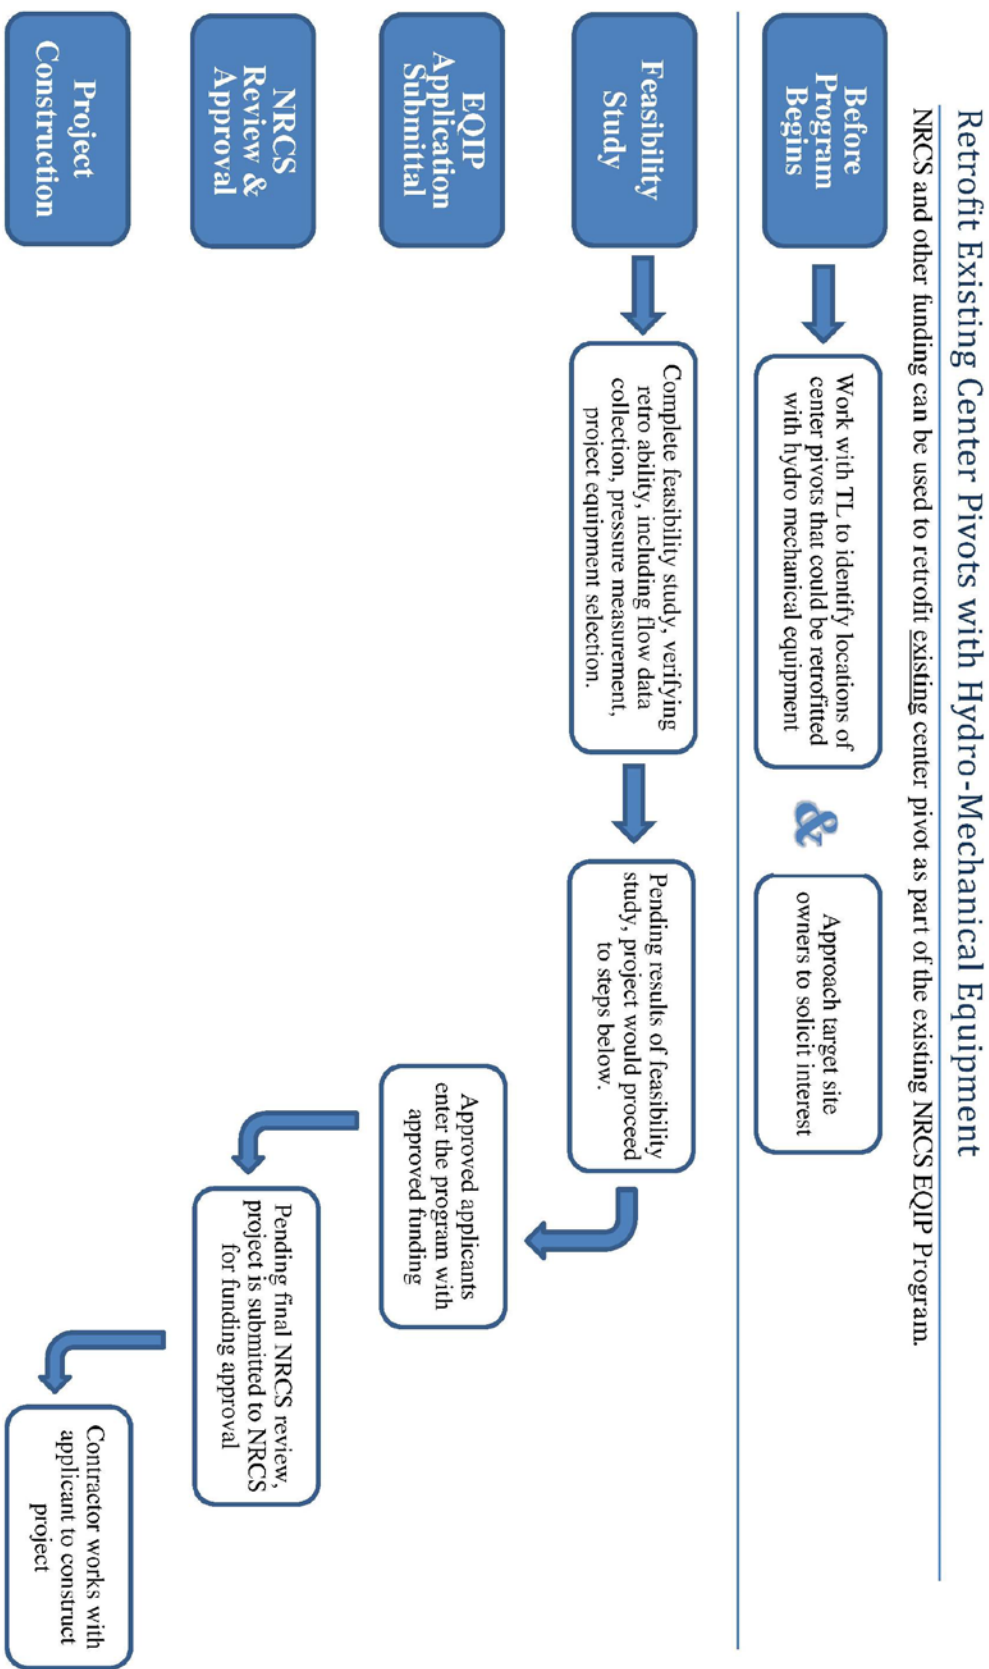 Retrofit Existing Center Pivots with Hydro-Mechanical Equipment
NRCS and other funding can be used to retrofit existing center pivot as part of the existing NRCS EQIP Program.
Before
Program
Begins
Work with TL to identify locations of
center pivots that could be retrofitted
with hydro mechanical equipment
&
Approach target site
owners to solicit interest
Feasibility
Study
Complete feasibility study, verifying
retro ability, including flow data
collection, pressure measurement,
project equipment selection.
Pending results of feasibility
study, project would proceed
to steps below.
EQIP
Application
Submittal
Approved applicants
enter the program with
approved funding
NRCS
Review &
Approval
Pending final NRCS review,
project is submitted to NRCS
for funding approval
Project
Construction
Contractor works with
applicant to construct
project